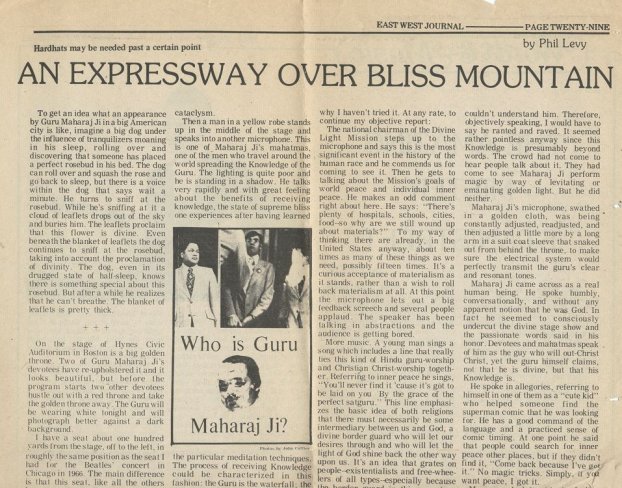 EAST WEST JOURNAL
PAGE TWENTY-NINE
Hardhats may be needed past a certain point
by Phil Levy
AN EXPRESSWAY OVER BLISS MOUNTAIN
To get an idea what an appearance
by Guru Maharaj Ji in a big American
city is like, imagine a big dog under
the influence of tranquilizers moaning
in his sleep, rolling over and
discovering that someone has placed
a perfect rosebud in his bed. The dog
can roll over and squash the rose and
go back to sleep, but there is a voice
within the dog that says wait a
minute. He turns to sniff at the
rosebud. While he's sniffing at it a
cloud of leaflets drops out of the sky
and buries him. The leaflets proclaim
that this flower is divine. Even
beneath the blanket of leaflets the dog
continues to sniff at the rosebud,
taking into account the proclamation
of divinity. The dog, even in its
drugged state of half-sleep, knows
there is something special about this
rosebud. But after a while he realizes
that he can't breathe. The blanket of
leaflets is pretty thick.
+ + +
On the stage of Hynes Civic
Auditorium in Boston is a big golden
throne. Two of Guru Maharaj Ji's
devotees have re-upholstered it and it
looks beautiful, but before the
program starts two other devotees
hustle out with a red throne and take
the golden throne away. The Guru will
be wearing white tonight and will
photograph better against a dark
background.
I have a seat about one hundred
yards from the stage, off to the left, in
roughly the same position as the seat I
had for the Beatles' concert in
Chicago in 1966. The main difference
is that this seat, like all the others
cataclysm.
Then a man in a yellow robe stands
up in the middle of the stage and
speaks into another microphone. This
is one of Maharaj Ji's mahatmas,
one of the men who travel around the
world spreading the Knowledge of the
Guru. The lighting is quite poor and
he is standing in a shadow. He talks
very rapidly and with great feeling
about the benefits of receiving
knowledge, the state of supreme bliss
one experiences after having learned
Who is Guru
Maharaj Ji?
the particular meditation techniques.
The process of receiving Knowledge
could be characterized in this
fashion: the Guru is the waterfall, the
why I haven't tried it. At any rate, to
continue my objective report:
The national chairman of the Divine
Light Mission steps up to the
microphone and says this is the most
significent event in the history of the
human race and he commends us for
coming to see it. Then he gets to
talking about the Mission's goals of
world peace and individual inner
peace. He makes an odd comment
right about here. He says: "There's
plenty of hospitals, schools, cities,
food--so why are we still wound up
about materials?" To my way of
thinking there are already, in the
United States anyway, about ten
times as many of these things as we
need, possibly fifteen times. It's a
curious acceptance of materialism as
it stands, rather than a wish to roll
back materialism at all. At this point
the microphone lets out a big
feedback screech and several people
applaud. The speaker has been
talking in abstractions and the
audience is getting bored.
More music. A young man sings a
song which includes a line that really
ties this kind of Hindu guru-worship
and Christian Christ-worship togeth-
er. Referring to inner peace he sings,
"You'll never find it 'cause it's got to
be laid on you By the grace of the
perfect satguru." This line emphasi-
zes the basic idea of both religions
that there must necessarily be some
intermediary between us and God, a
divine border guard who will let our
desires through and who will let the
light of God shine back the other way
upon us. It's an idea that grates on
people-existentialists and free-whee-
lers of all types-especially because
couldn't understand him. Therefore,
objectively speaking, I would have to
say he ranted and raved. It seemed
rather pointless anyway since this
Knowledge is presumably beyond
words. The crowd had not come to
hear people talk about it. They had
come to see Maharaj Ji perform
magic by way of levitating or
emanating golden light. But he did
neither.
Maharaj Ji's microphone, swathed
in a golden cloth, was being
constantly adjusted, readjusted, and
then adjusted a little more by a long
arm in a suit coat sleeve that snaked
out from behind the throne, to make
sure the electrical system would
perfectly transmit the guru's clear
and resonant tones.
Maharaj Ji came across as a real
human being. He spoke humbly,
conversationally, and without any
apparent notion that he was God. In
fact he seemed to consciously
undercut the divine stage show and
the passionate words said in his
honor. Devotees and mahatmas speak
of him as the guy who will out-Christ
Christ, yet the guru himself claims,
not that he is divine, but that his
Knowledge is.
He spoke in allegories, referring to
himself in one of them as a "cute kid"
who helped someone find the
superman comic that he was looking
for. He has a good command of the
language and a practiced sense of
comic timing. At one point he said
that people could search for inner
peace other places, but if they didn't
find it, "Come back because I've got
it." No magic tricks. Simply, if you
want peace, I got it.